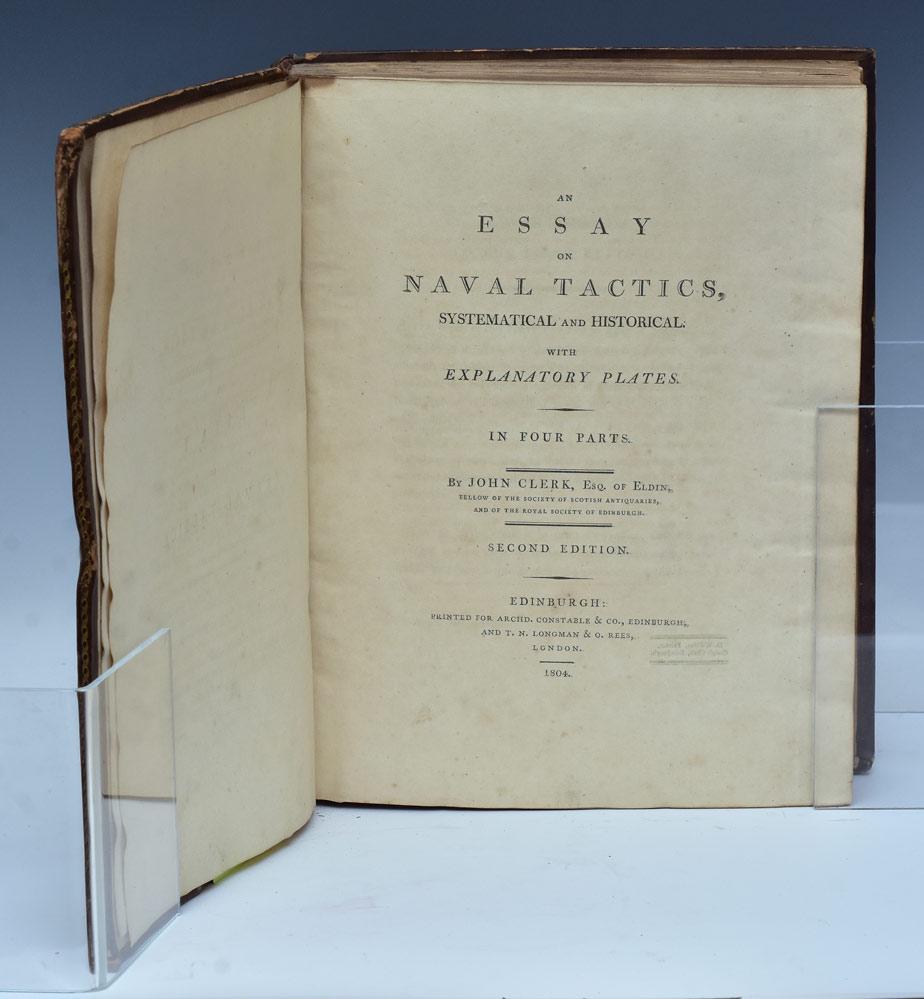 AN
ESSAY
ON
NAVAL TACTICS,
SYSTEMATICAL AND HISTORICAL.
WITH
EXPLANATORY PLATES.
IN FOUR PARTS.
By JOHN CLERK, Esq. of Eldin,
FELLOW OF THE SOCIETY OF SCOTISH ANTIQUARIES,
AND OF THE ROYAL SOCIETY OF EDINBURGH.
SECOND EDITION.
EDINBURGH:
PRINTED FOR ARCHD. CONSTABLE & CO., EDINBURGH;
AND T. N. LONGMAN & O. REES,
LONDON.
1804.